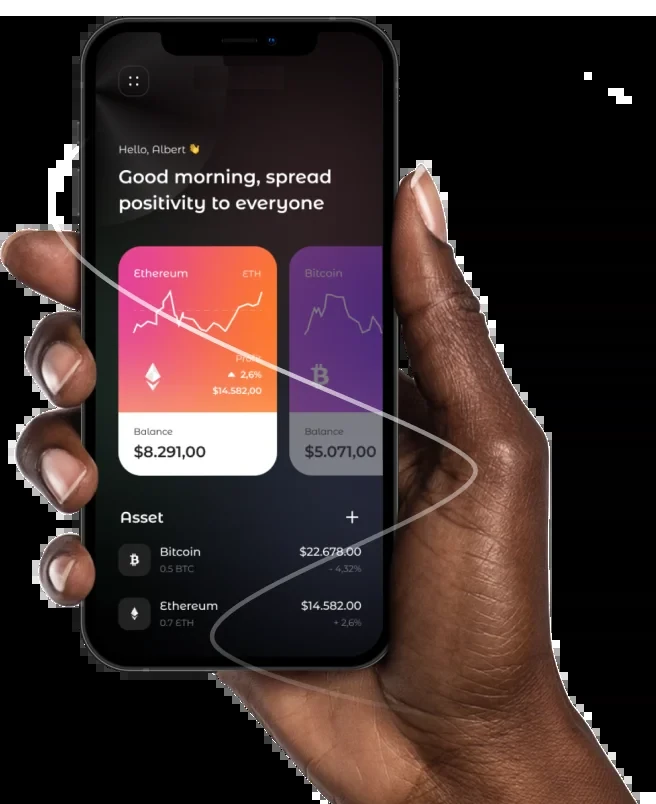 Hello, Albert 👋
Good morning, spread
positivity to everyone
Ethereum ETH
Profit
2,6%
$14.582,00
Balance
$8.291,00
Bitcoin
Balance
$5.071,00
Asset +
Bitcoin $22.678.00
0.5 BTC - 4,32%
Ethereum $14.582.00
0.7 ETH + 2,6%